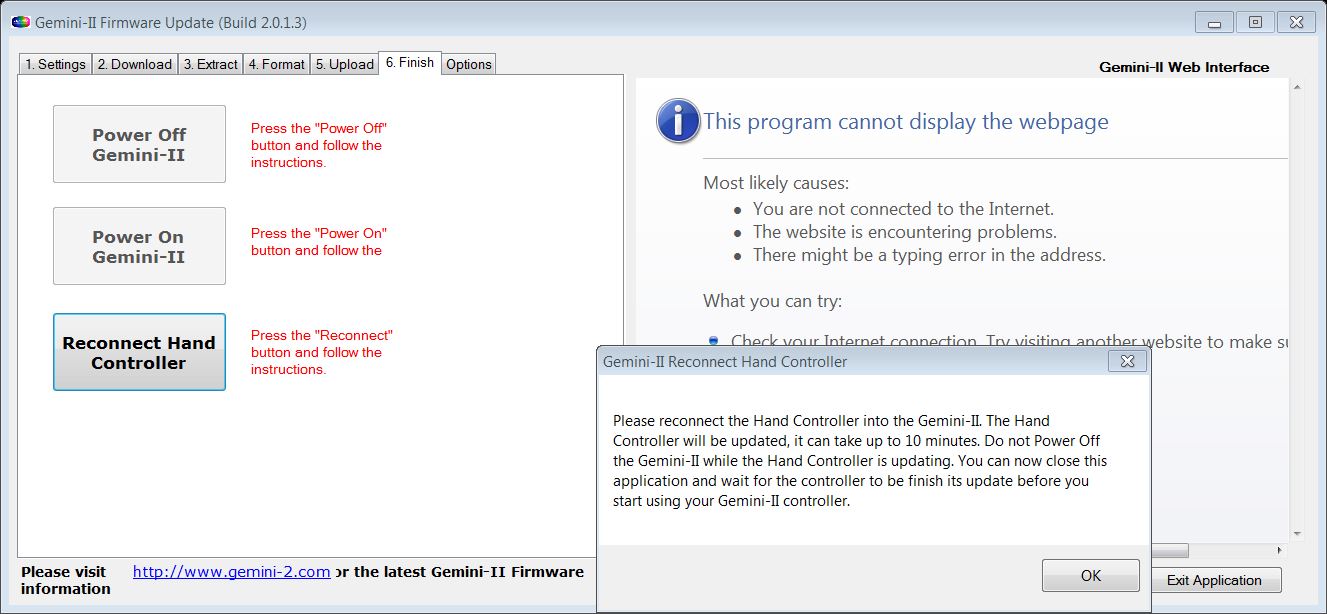 Gemini-II Firmware Update (Build 2.0.1.3)
1. Settings 2. Download 3. Extract 4. Format 5. Upload 6. Finish Options
Power Off
Gemini-II
Press the "Power Off"
button and follow the
instructions.
Power On
Gemini-II
Press the "Power On"
button and follow the
Reconnect Hand
Controller
Press the "Reconnect"
button and follow the
instructions.
Please visit http://www.gemini-2.com or the latest Gemini-II Firmware
information
Gemini-II Web Interface
This program cannot display the webpage
Most likely causes:
You are not connected to the Internet.
The website is encountering problems.
There might be a typing error in the address.
What you can try:
Check your Internet connection. Try visiting another website to make su
Gemini-II Reconnect Hand Controller
Please reconnect the Hand Controller into the Gemini-II. The Hand
Controller will be updated, it can take up to 10 minutes. Do not Power Off
the Gemini-II while the Hand Controller is updating. You can now close this
application and wait for the controller to be finish its update before you
start using your Gemini-II controller.
OK
Exit Application